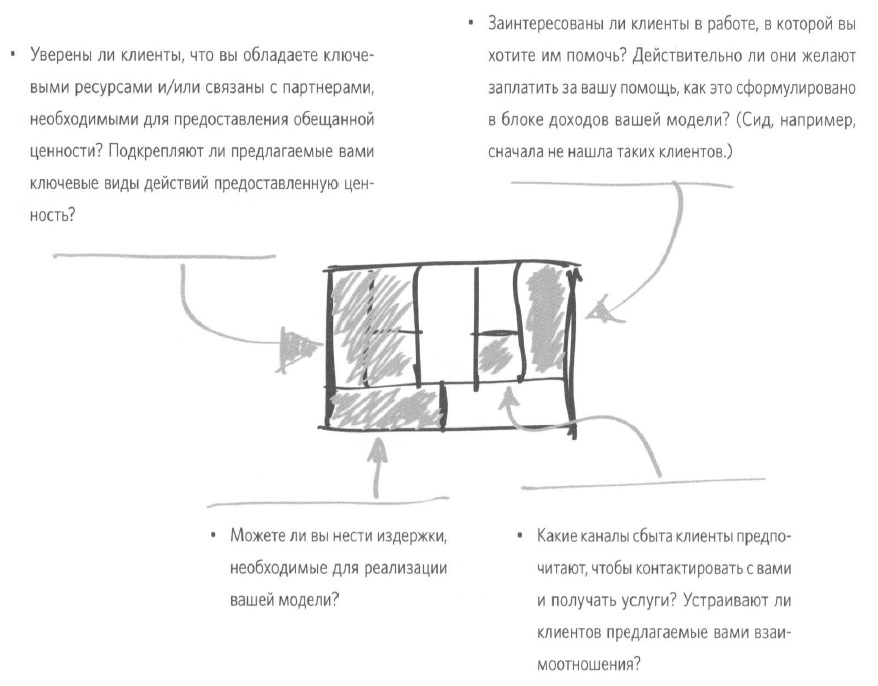 • Уверены ли клиенты, что вы обладаете ключе-
выми ресурсами и/или связаны с партнерами,
необходимыми для предоставления обещанной
ценности? Подкрепляют ли предлагаемые вами
ключевые виды действий предоставленную цен-
ность?
• Заинтересованы ли клиенты в работе, в которой вы
хотите им помочь? Действительно ли они желают
заплатить за вашу помощь, как это сформулировано
в блоке доходов вашей модели? (Сид, например,
сначала не нашла таких клиентов.)
• Можете ли вы нести издержки,
необходимые для реализации
вашей модели?
• Какие каналы сбыта клиенты предпо-
читают, чтобы контактировать с вами
и получать услуги? Устраивают ли
клиентов предлагаемые вами взаи-
моотношения?